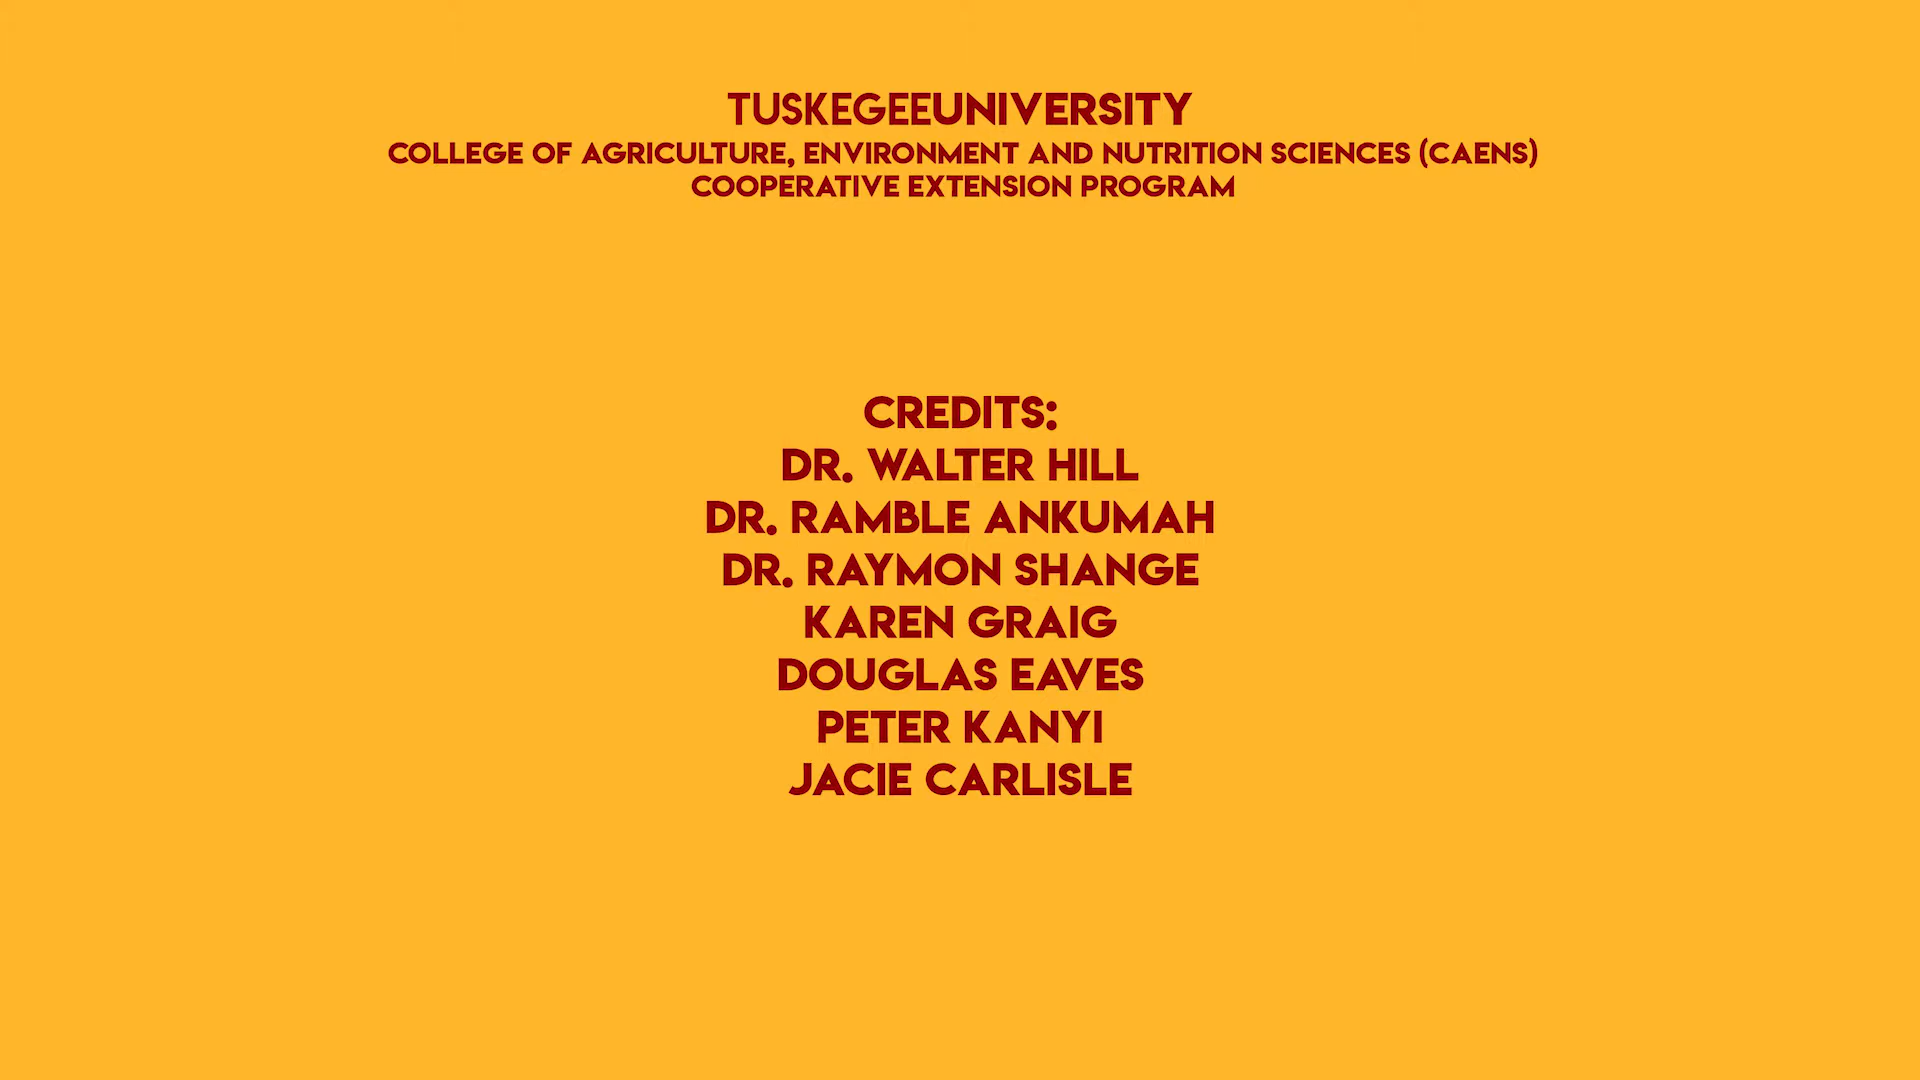 TUSKEGEEUNIVERSITY
COLLEGE OF AGRICULTURE, ENVIRONMENT AND NUTRITION SCIENCES (CAENS)
COOPERATIVE EXTENSION PROGRAM
CREDITS:
DR. WALTER HILL
DR. RAMBLE ANKUMAH
DR. RAYMON SHANGE
KAREN GRAIG
DOUGLAS EAVES
PETER KANYI
JACIE CARLISLE